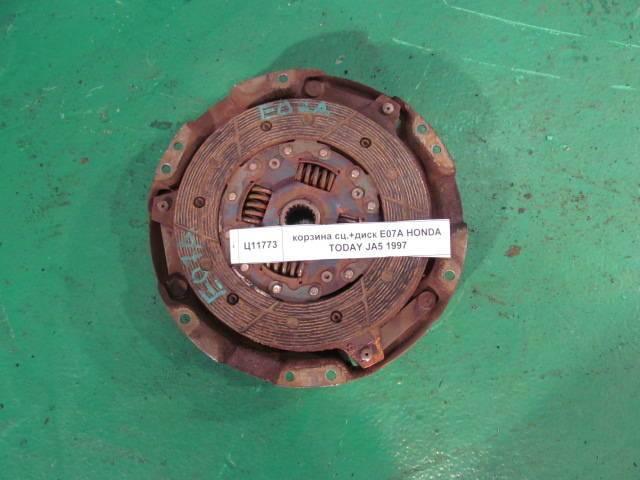 E07A
Ц11773
корзина сц.+диск E07A HONDA
TODAY JA5 1997
E07A